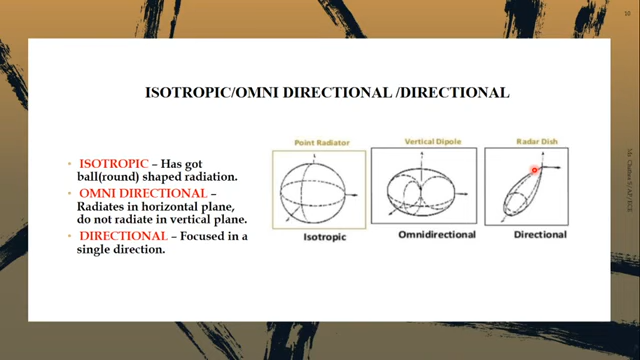 ISOTROPIC/OMNI DIRECTIONAL /DIRECTIONAL
• ISOTROPIC – Has got
ball(round) shaped radiation.
• OMNI DIRECTIONAL –
Radiates in horizontal plane,
do not radiate in vertical plane.
• DIRECTIONAL – Focused in a
single direction.
Point Radiator
Vertical Dipole
Radar Dish
Isotropic
Omnidirectional
Directional